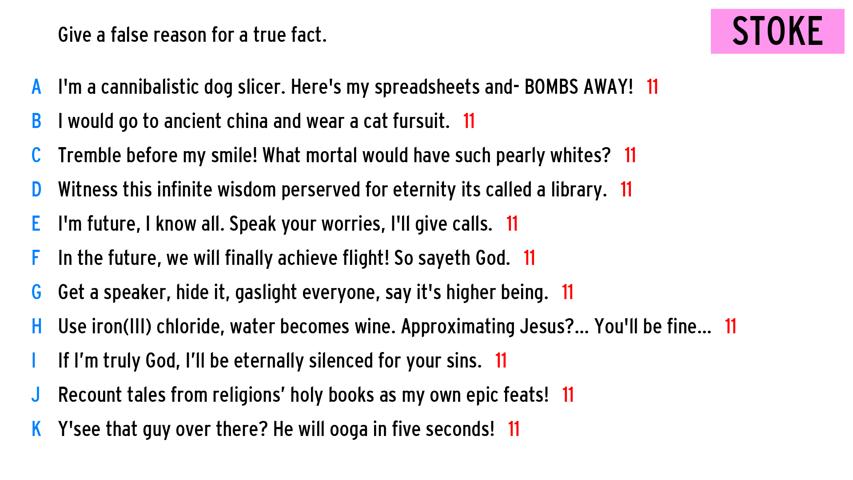 Give a false reason for a true fact.
STOKE
A I'm a cannibalistic dog slicer. Here's my spreadsheets and- BOMBS AWAY! 11
B I would go to ancient china and wear a cat fursuit. 11
C Tremble before my smile! What mortal would have such pearly whites? 11
D Witness this infinite wisdom perserved for eternity its called a library. 11
E I'm future, I know all. Speak your worries, I'll give calls. 11
F In the future, we will finally achieve flight! So sayeth God. 11
G Get a speaker, hide it, gaslight everyone, say it's higher being. 11
H Use iron(III) chloride, water becomes wine. Approximating Jesus?... You'll be fine... 11
I If I’m truly God, I’ll be eternally silenced for your sins. 11
J Recount tales from religions’ holy books as my own epic feats! 11
K Y'see that guy over there? He will ooga in five seconds! 11